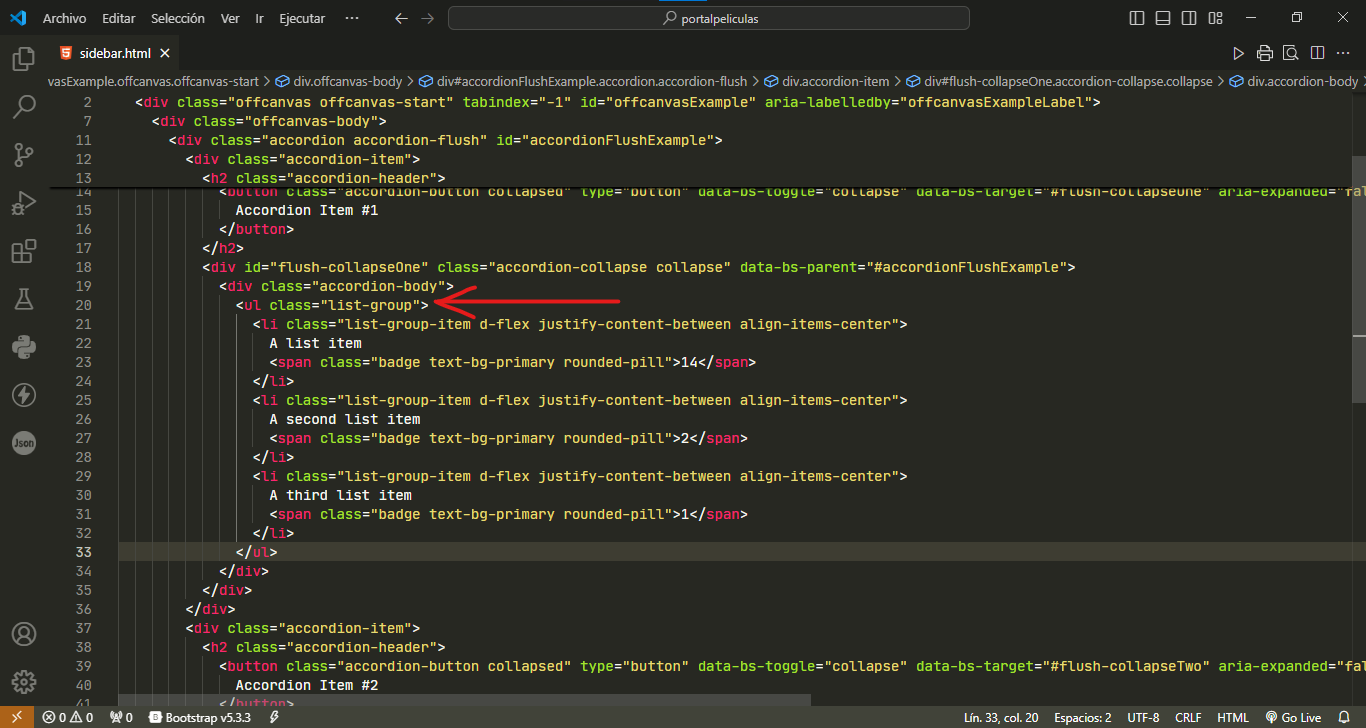 Archivo Editar Selección Ver Ir Ejecutar ··· portalpeliculas
sidebar.html
vasExample.offcanvas.offcanvas-start > div.offcanvas-body > div#accordionFlushExample.accordion.accordion-flush > div.accordion-item > div#flush-collapseOne.accordion-collapse.collapse > div.accordion-body >
2 <div class="offcanvas offcanvas-start" tabindex="-1" id="offcanvasExample" aria-labelledby="offcanvasExampleLabel">
7 <div class="offcanvas-body">
11 <div class="accordion accordion-flush" id="accordionFlushExample">
12 <div class="accordion-item">
13 <h2 class="accordion-header">
14 <button class="accordion-button collapsed" type="button" data-bs-toggle="collapse" data-bs-target="#flush-collapseOne" aria-expanded="fal
15 Accordion Item #1
16 </button>
17 </h2>
18 <div id="flush-collapseOne" class="accordion-collapse collapse" data-bs-parent="#accordionFlushExample">
19 <div class="accordion-body">
20 <ul class="list-group">
21 <li class="list-group-item d-flex justify-content-between align-items-center">
22 A list item
23 <span class="badge text-bg-primary rounded-pill">14</span>
24 </li>
25 <li class="list-group-item d-flex justify-content-between align-items-center">
26 A second list item
27 <span class="badge text-bg-primary rounded-pill">2</span>
28 </li>
29 <li class="list-group-item d-flex justify-content-between align-items-center">
30 A third list item
31 <span class="badge text-bg-primary rounded-pill">1</span>
32 </li>
33 </ul>
34 </div>
35 </div>
36 </div>
37 <div class="accordion-item">
38 <h2 class="accordion-header">
39 <button class="accordion-button collapsed" type="button" data-bs-toggle="collapse" data-bs-target="#flush-collapseTwo" aria-expanded="fal
40 Accordion Item #2
41 </button>
Json
0 0 0 Bootstrap v5.3.3 Lín. 33, col. 20 Espacios: 2 UTF-8 CRLF HTML Go Live